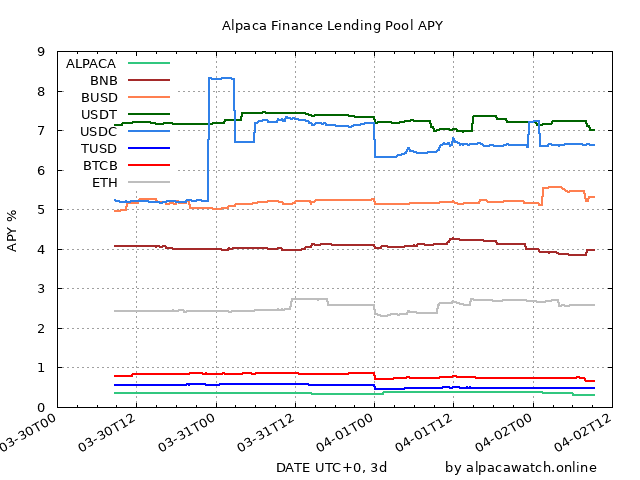 Alpaca Finance Lending Pool APY
9
8
7
6
5
4
3
2
1
0
APY %
ALPACA
BNB
BUSD
USDT
USDC
TUSD
BTCB
ETH
03-30T00
03-30T12
03-31T00
03-31T12
04-01T00
04-01T12
04-02T00
04-02T12
DATE UTC+0, 3d
by alpacawatch.online